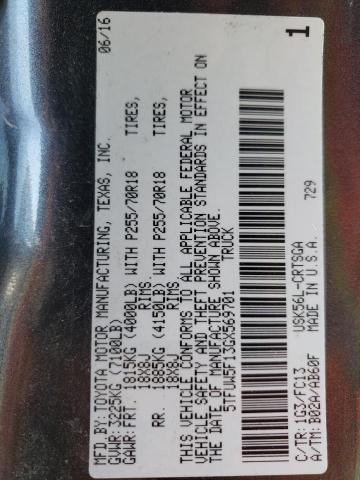 MFD BY: TOYOTA MOTOR MANUFACTURING, TEXAS, INC. 06/16
GVWR: 3225KG (7100LB)
GAWR: FRT. 1815KG (4000LB) WITH P255/70R18 TIRES,
18X8J RIMS
RR. 1885KG (4150LB) WITH P255/70R18 TIRES,
18X8J RIMS
THIS VEHICLE CONFORMS TO ALL APPLICABLE FEDERAL MOTOR
VEHICLE SAFETY AND THEFT PREVENTION STANDARDS IN EFFECT ON
THE DATE OF MANUFACTURE SHOWN ABOVE.
5TFUW5F13GX569701 TRUCK
C/TR: 1G3/FC13 USK56L-CRTSGA
A/TM: B02A/AB60F MADE IN U.S.A. 729
1